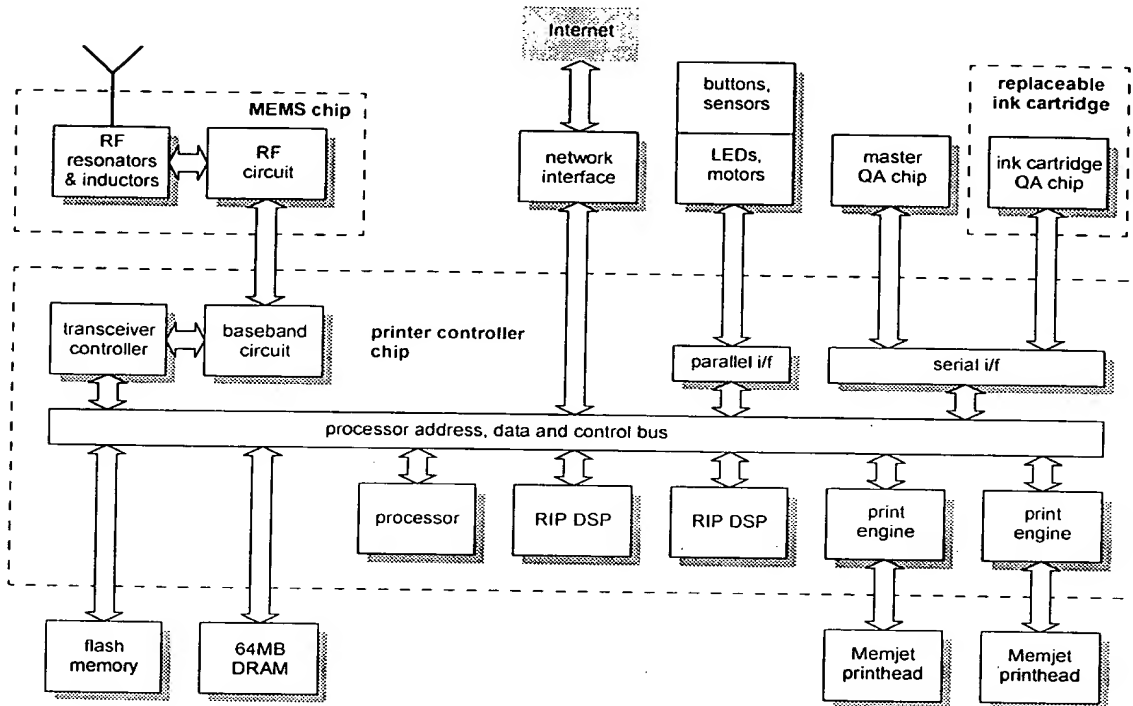 Internet
MEMS chip
RF
resonators
& inductors
RF
circuit
network
interface
buttons,
sensors
LEDs,
motors
master
QA chip
replaceable
ink cartridge
ink cartridge
QA chip
transceiver
controller
baseband
circuit
printer controller
chip
parallel i/f
serial i/f
processor address, data and control bus
processor
RIP DSP
RIP DSP
print
engine
print
engine
flash
memory
64MB
DRAM
Memjet
printhead
Memjet
printhead